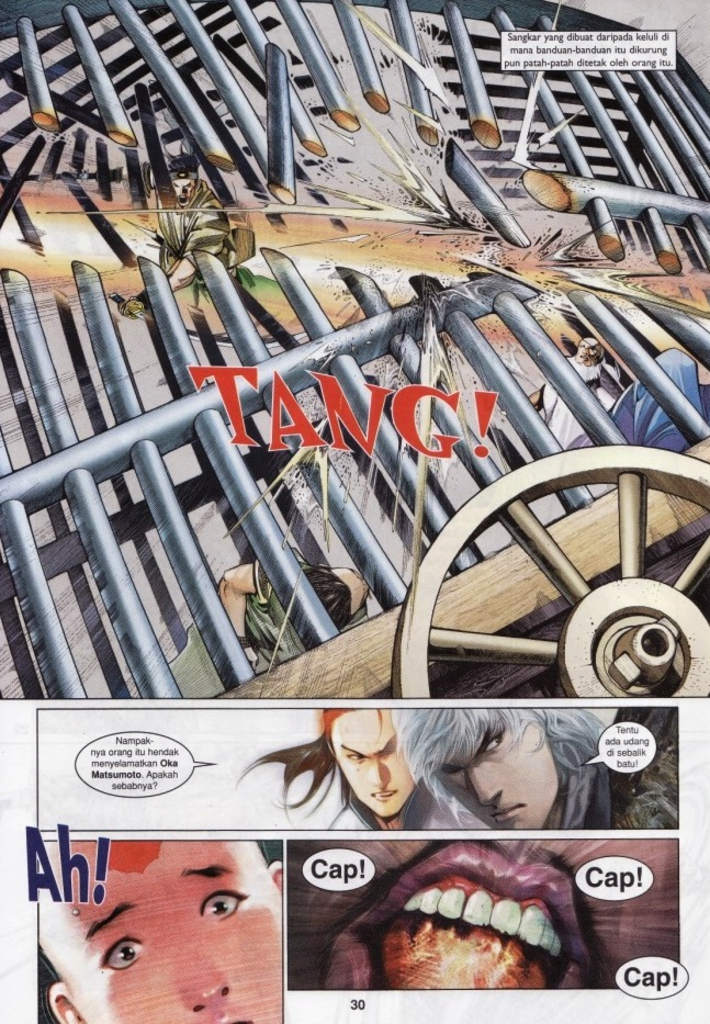 Sangkar yang dibuat daripada keluli di
mana banduan-banduan itu dikurung
pun patah-patah ditetak oleh orang itu.
TANG!
Nampak-
nya orang itu hendak
menyelamatkan Oka
Matsumoto. Apakah
sebabnya?
Tentu
ada udang
di sebalik
batu!
Ah!
Cap!
Cap!
Cap!
30